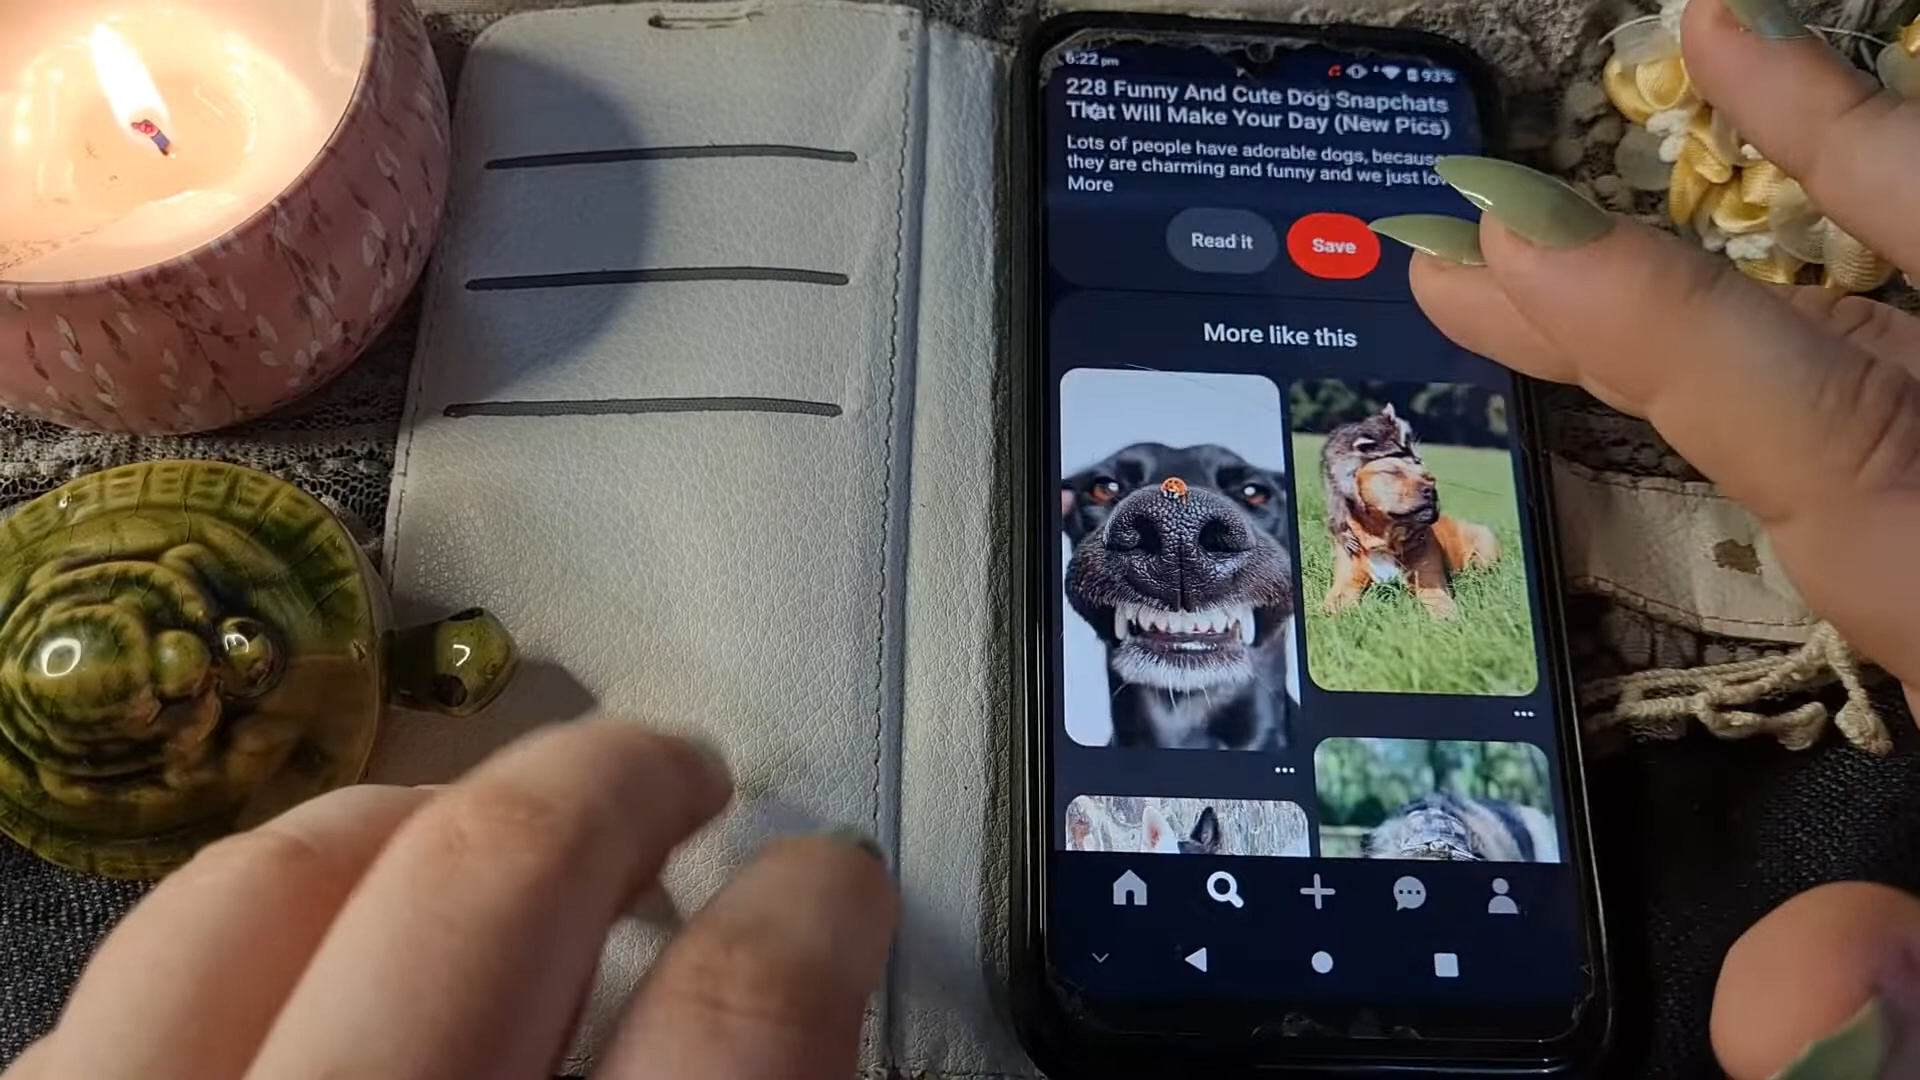 6:22 pm
93%
228 Funny And Cute Dog Snapchats
That Will Make Your Day (New Pics)
Lots of people have adorable dogs, because
they are charming and funny and we just
More
Read it
Save
More like this